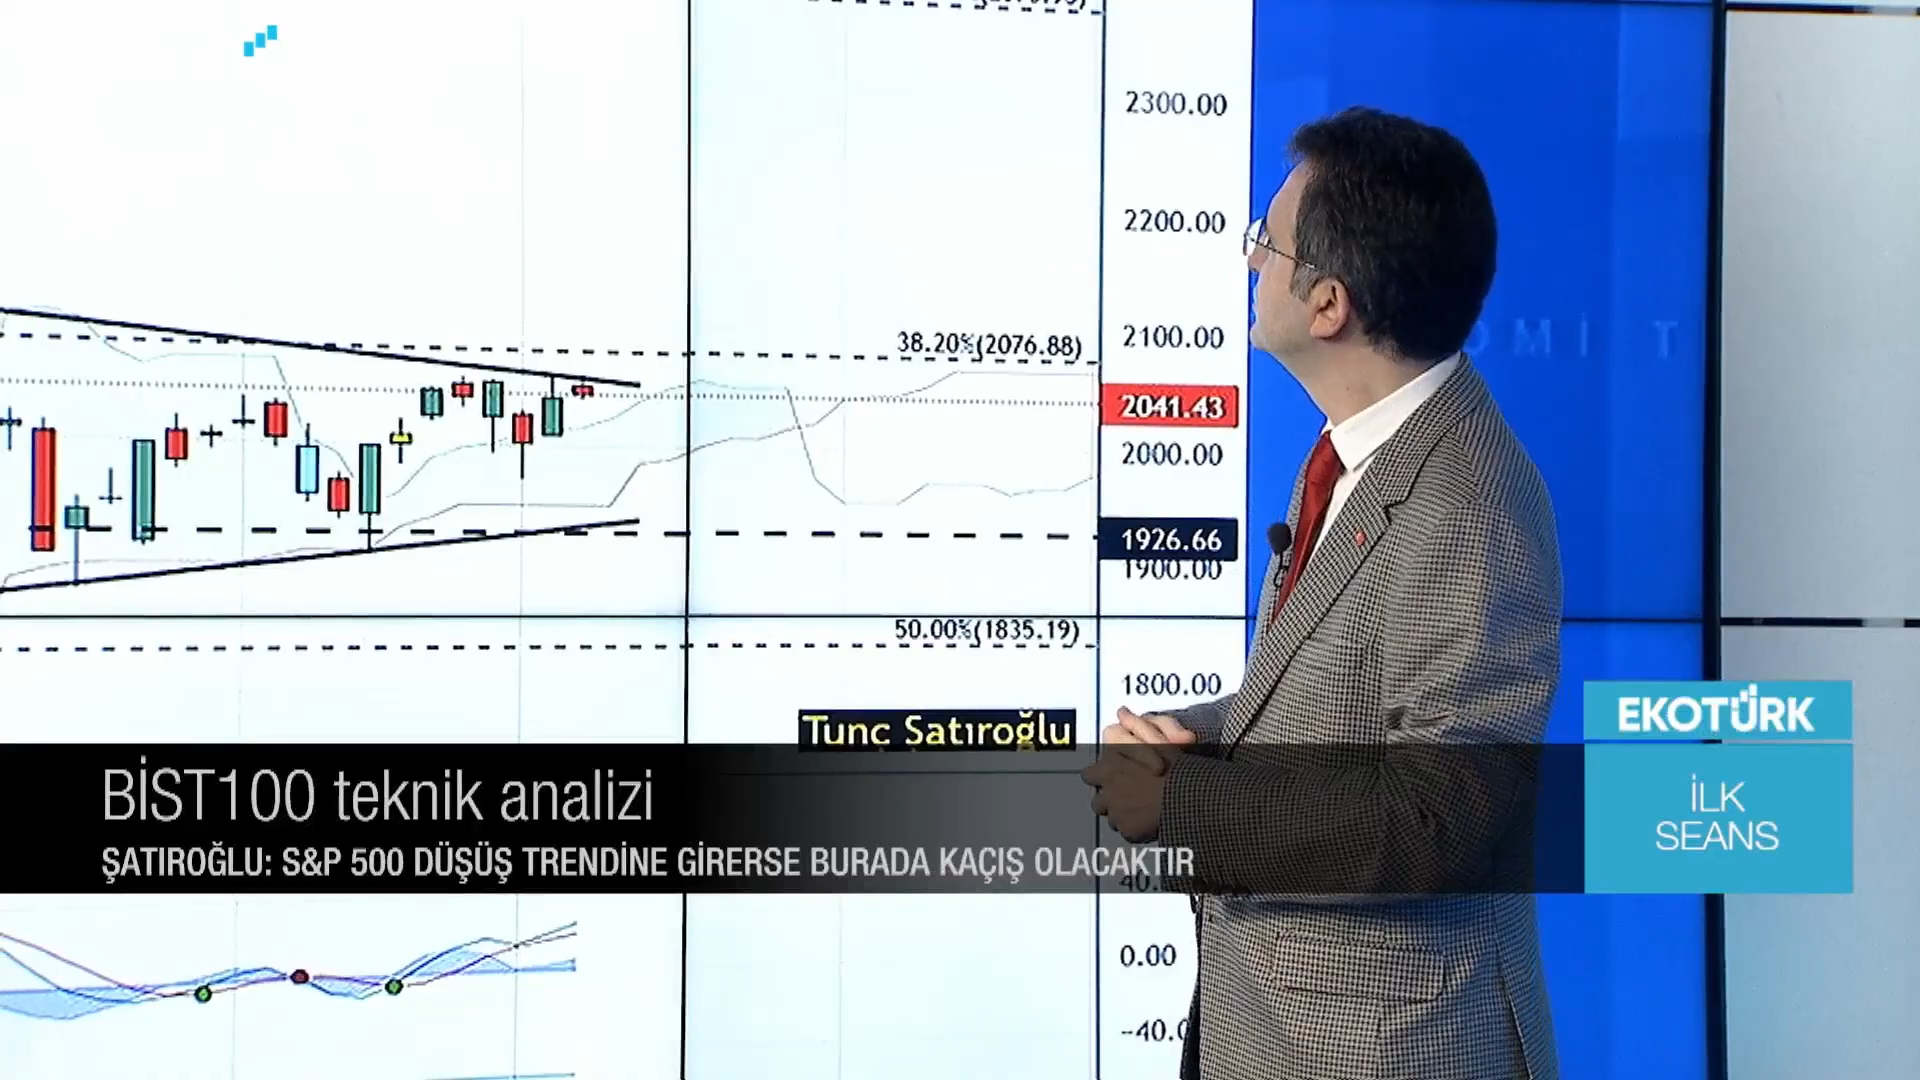 2300.00
2200.00
38.20%(2076.88)
2100.00
2041.43
2000.00
1926.66
1900.00
50.00%(1835.19)
1800.00
Tunç Satıroğlu
EKOTÜRK
BİST100 teknik analizi
İLK
SEANS
ŞATIROĞLU: S&P 500 DÜŞÜŞ TRENDİNE GİRERSE BURADA KAÇIŞ OLACAKTIR
0.00